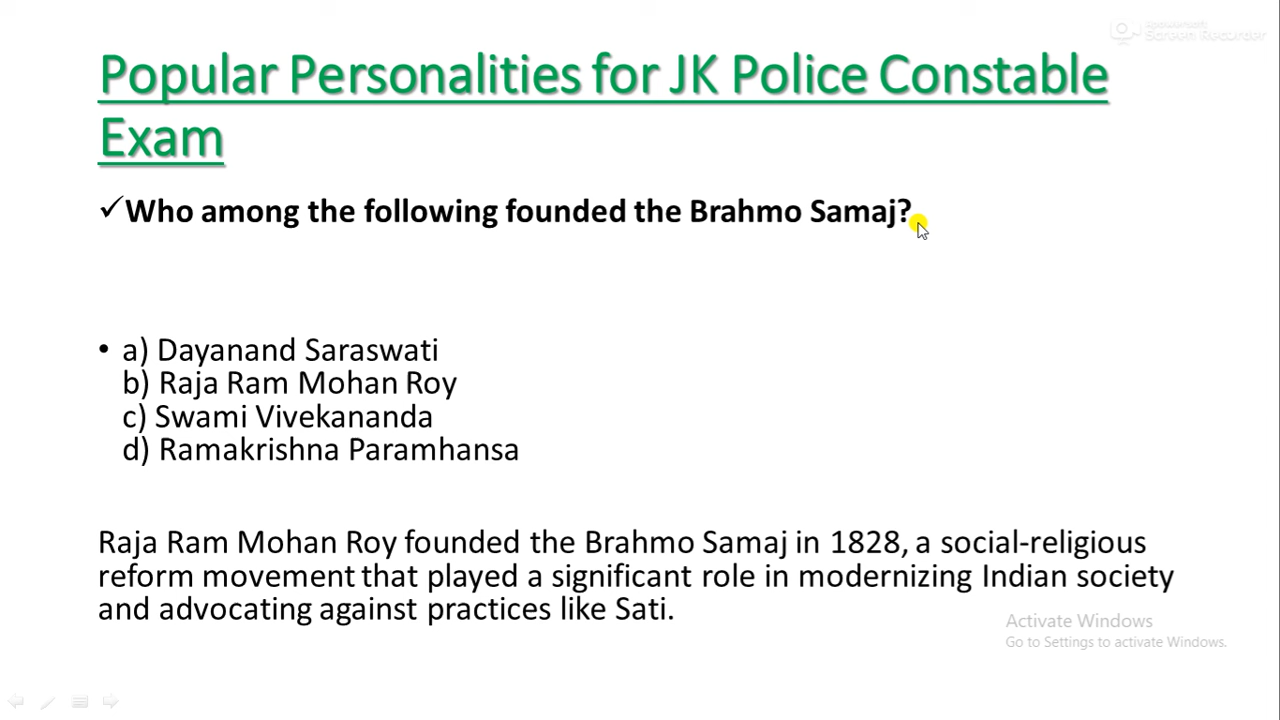 Apowersoft
Screen Recorder
Popular Personalities for JK Police Constable
Exam
✓Who among the following founded the Brahmo Samaj?
• a) Dayanand Saraswati
b) Raja Ram Mohan Roy
c) Swami Vivekananda
d) Ramakrishna Paramhansa
Raja Ram Mohan Roy founded the Brahmo Samaj in 1828, a social-religious
reform movement that played a significant role in modernizing Indian society
and advocating against practices like Sati.
Activate Windows
Go to Settings to activate Windows.